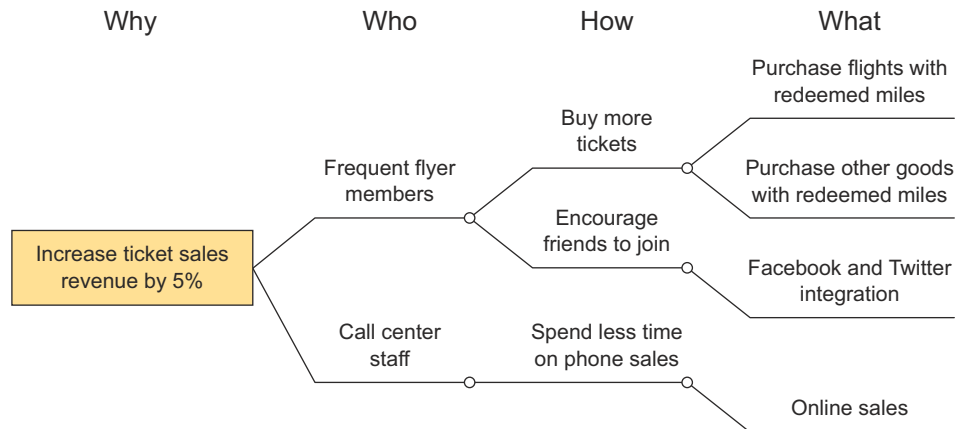 Why
Who
How
What
Increase ticket sales
revenue by 5%
Frequent flyer
members
Buy more
tickets
Purchase flights with
redeemed miles
Purchase other goods
with redeemed miles
Encourage
friends to join
Facebook and Twitter
integration
Call center
staff
Spend less time
on phone sales
Online sales